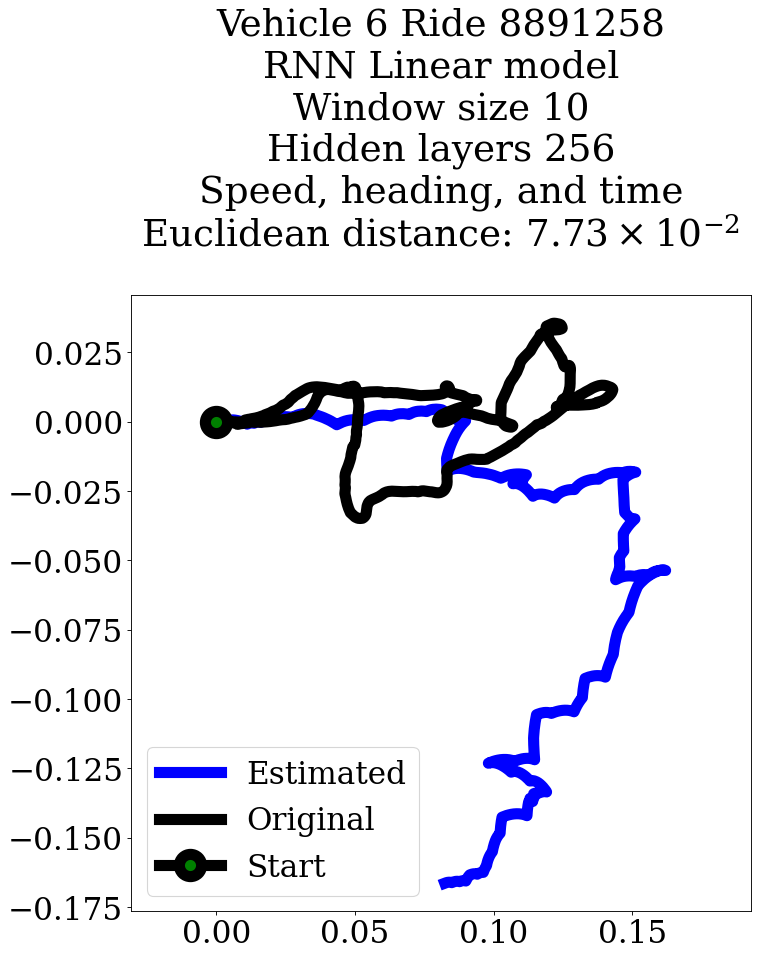 Vehicle 6 Ride 8891258
RNN Linear model
Window size 10
Hidden layers 256
Speed, heading, and time
Euclidean distance: 7.73 × 10⁻²
0.025
0.000
−0.025
−0.050
−0.075
−0.100
−0.125
−0.150
−0.175
Estimated
Original
Start
0.00 0.05 0.10 0.15